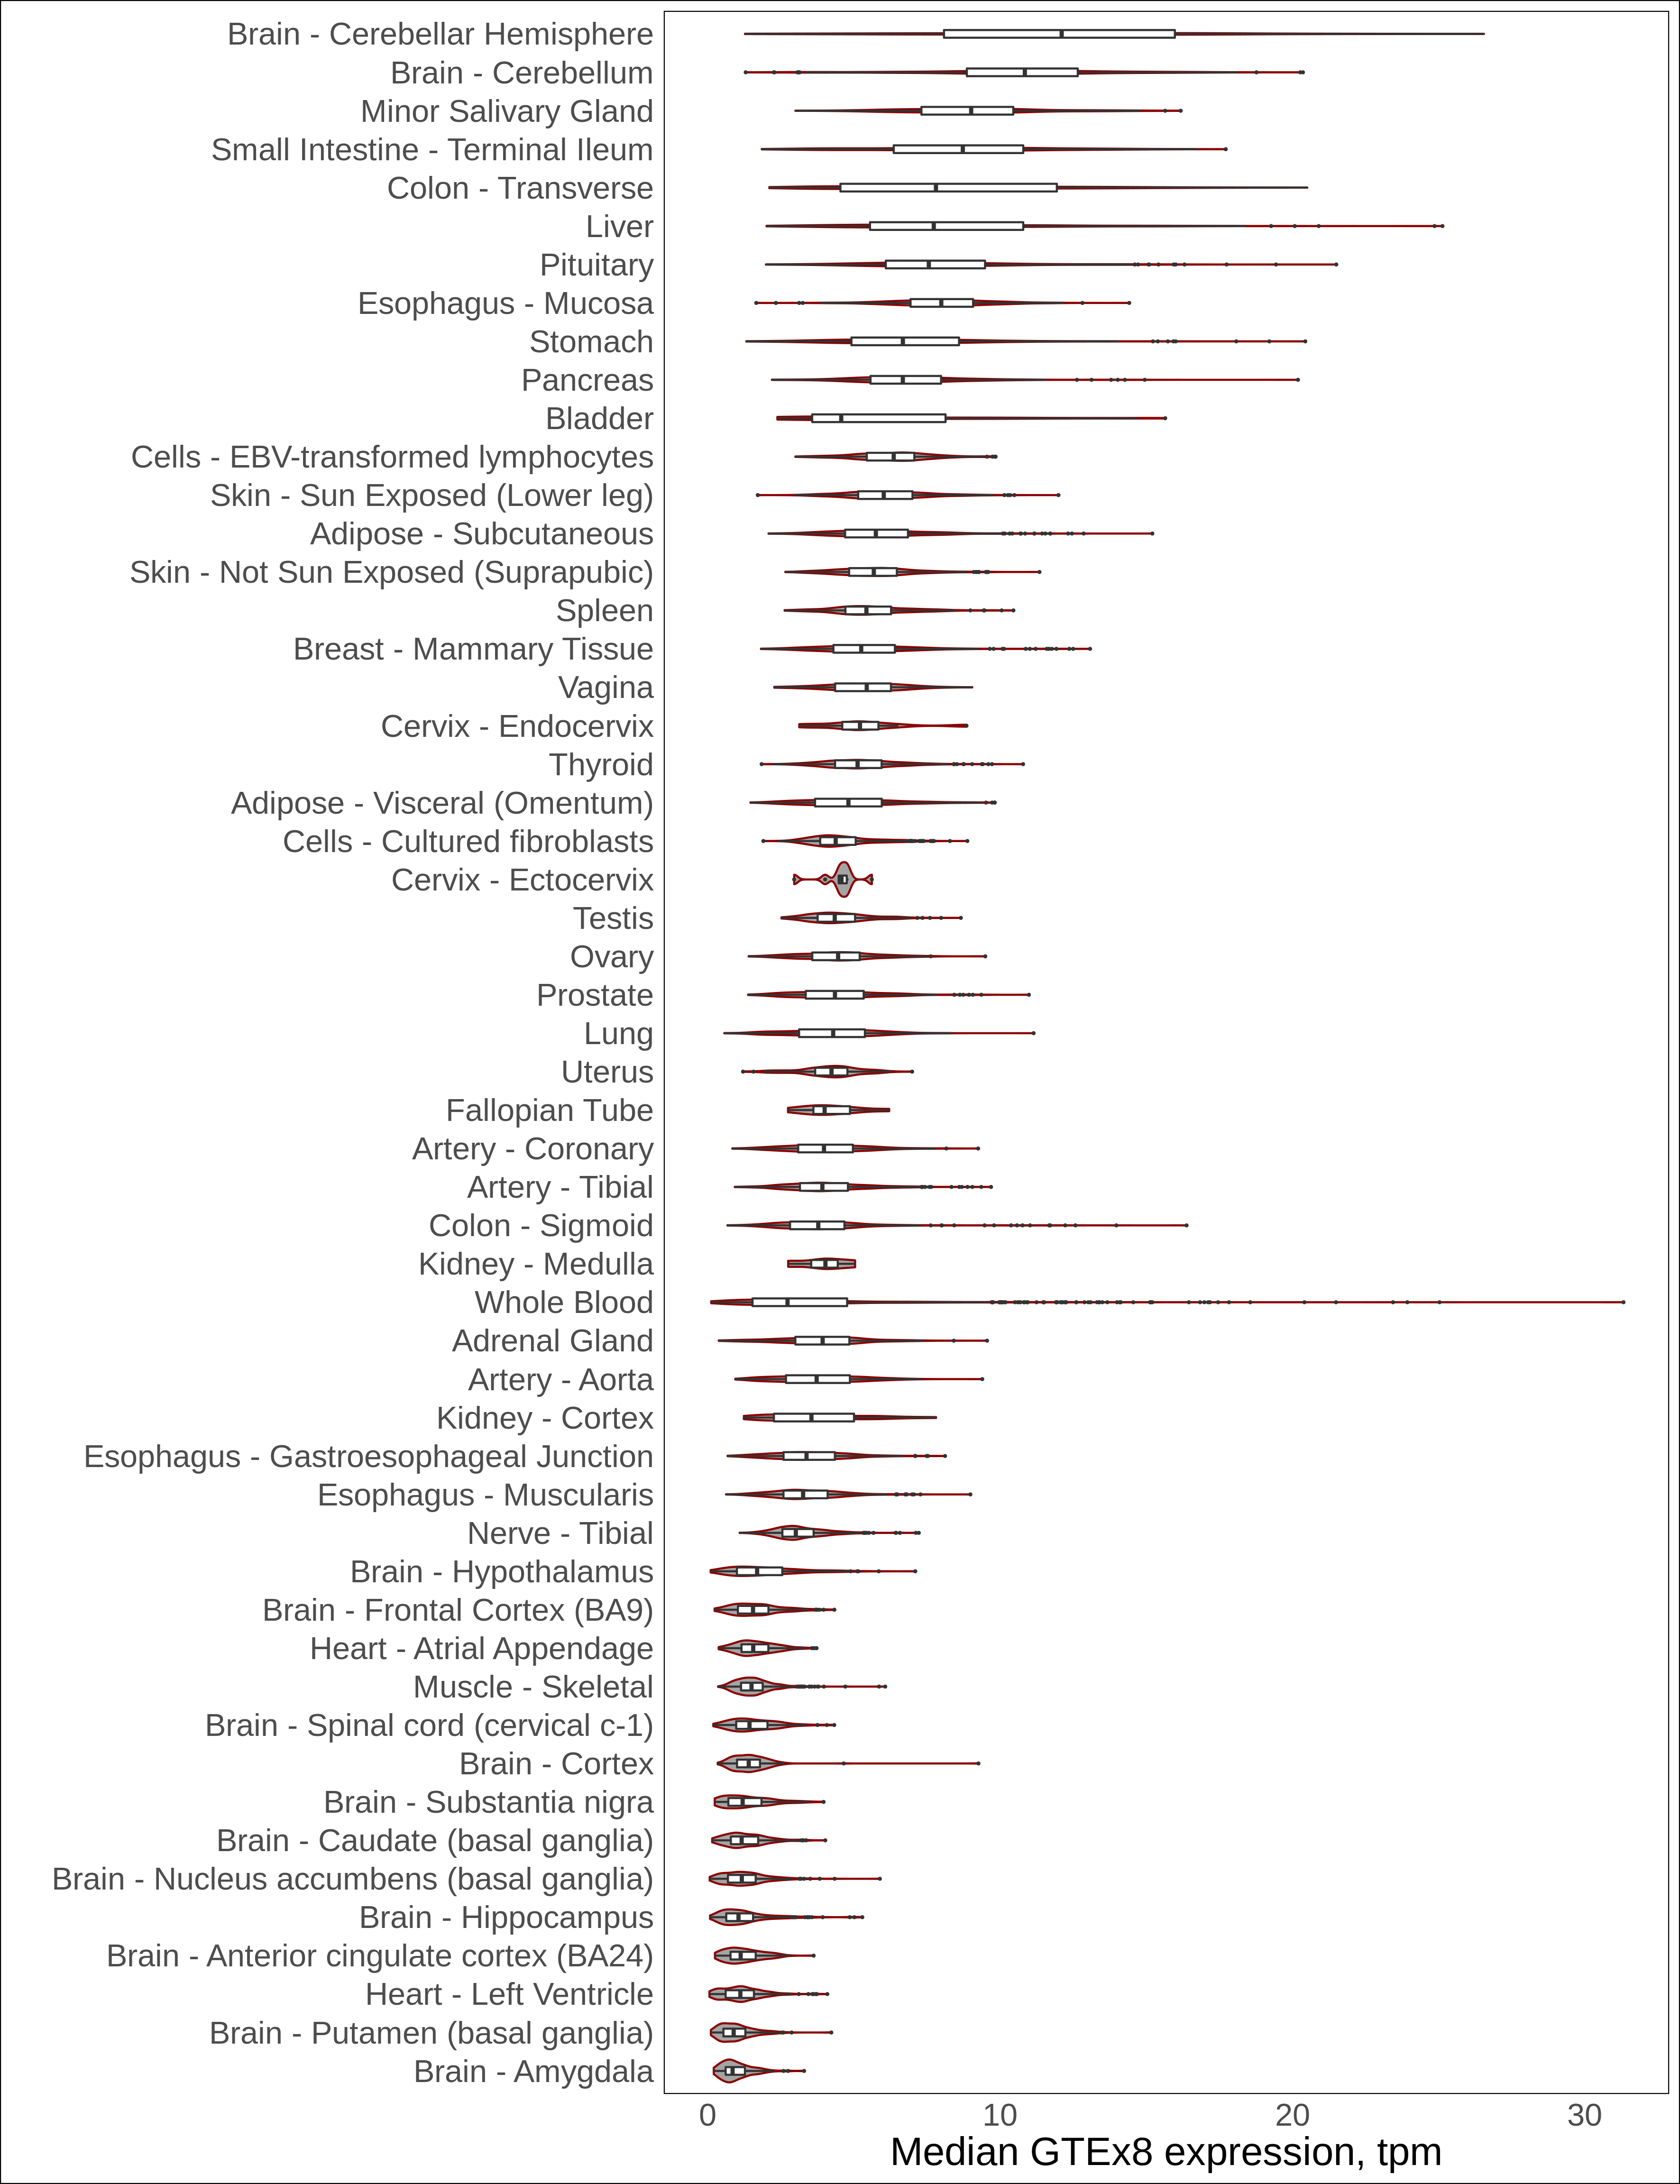 Brain - Cerebellar Hemisphere
Brain - Cerebellum
Minor Salivary Gland
Small Intestine - Terminal Ileum
Colon - Transverse
Liver
Pituitary
Esophagus - Mucosa
Stomach
Pancreas
Bladder
Cells - EBV-transformed lymphocytes
Skin - Sun Exposed (Lower leg)
Adipose - Subcutaneous
Skin - Not Sun Exposed (Suprapubic)
Spleen
Breast - Mammary Tissue
Vagina
Cervix - Endocervix
Thyroid
Adipose - Visceral (Omentum)
Cells - Cultured fibroblasts
Cervix - Ectocervix
Testis
Ovary
Prostate
Lung
Uterus
Fallopian Tube
Artery - Coronary
Artery - Tibial
Colon - Sigmoid
Kidney - Medulla
Whole Blood
Adrenal Gland
Artery - Aorta
Kidney - Cortex
Esophagus - Gastroesophageal Junction
Esophagus - Muscularis
Nerve - Tibial
Brain - Hypothalamus
Brain - Frontal Cortex (BA9)
Heart - Atrial Appendage
Muscle - Skeletal
Brain - Spinal cord (cervical c-1)
Brain - Cortex
Brain - Substantia nigra
Brain - Caudate (basal ganglia)
Brain - Nucleus accumbens (basal ganglia)
Brain - Hippocampus
Brain - Anterior cingulate cortex (BA24)
Heart - Left Ventricle
Brain - Putamen (basal ganglia)
Brain - Amygdala
0 10 20 30
Median GTEx8 expression, tpm